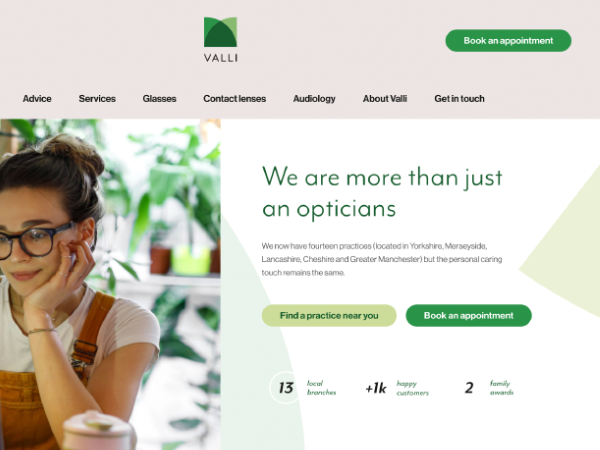 VALLI
Book an appointment
Advice Services Glasses Contact lenses Audiology About Valli Get in touch
We are more than just
an opticians
We now have fourteen practices (located in Yorkshire, Merseyside,
Lancashire, Cheshire and Greater Manchester) but the personal caring
touch remains the same.
Find a practice near you Book an appointment
13 local branches +1k happy customers 2 family awards